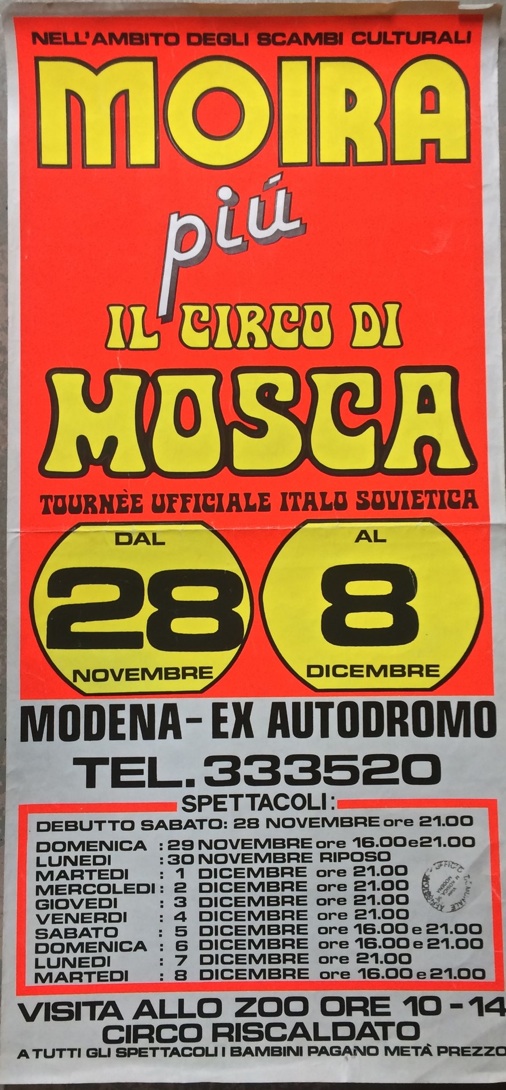 NELL'AMBITO DEGLI SCAMBI CULTURALI
MOIRA
più
IL CIRCO DI
MOSCA
TOURNÈE UFFICIALE ITALO SOVIETICA
DAL
28
NOVEMBRE
AL
8
DICEMBRE
MODENA - EX AUTODROMO
TEL. 333520
SPETTACOLI:
DEBUTTO SABATO: 28 NOVEMBRE ore 21.00
DOMENICA : 29 NOVEMBRE ore 16.00 e 21.00
LUNEDI : 30 NOVEMBRE RIPOSO
MARTEDI : 1 DICEMBRE ore 21.00
MERCOLEDI : 2 DICEMBRE ore 21.00
GIOVEDI : 3 DICEMBRE ore 21.00
VENERDI : 4 DICEMBRE ore 21.00
SABATO : 5 DICEMBRE ore 16.00 e 21.00
DOMENICA : 6 DICEMBRE ore 16.00 e 21.00
LUNEDI : 7 DICEMBRE ore 21.00
MARTEDI : 8 DICEMBRE ore 16.00 e 21.00
VISITA ALLO ZOO ORE 10 - 14
CIRCO RISCALDATO
A TUTTI GLI SPETTACOLI I BAMBINI PAGANO METÀ PREZZO